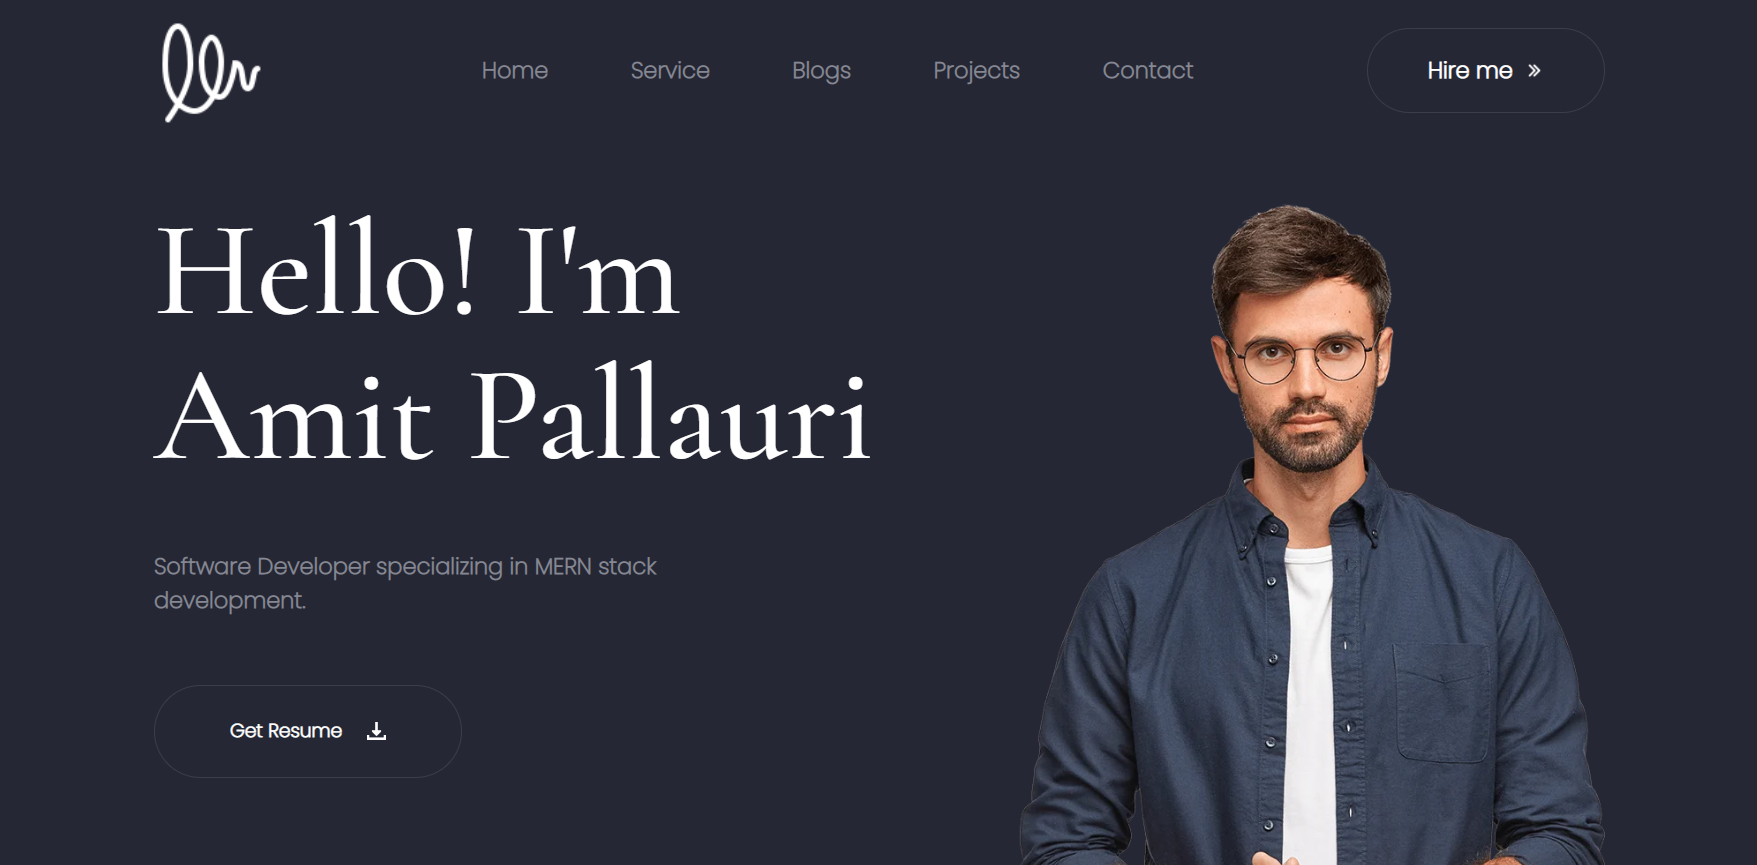 Home Service Blogs Projects Contact Hire me
Hello! I'm
Amit Pallauri
Software Developer specializing in MERN stack
development.
Get Resume